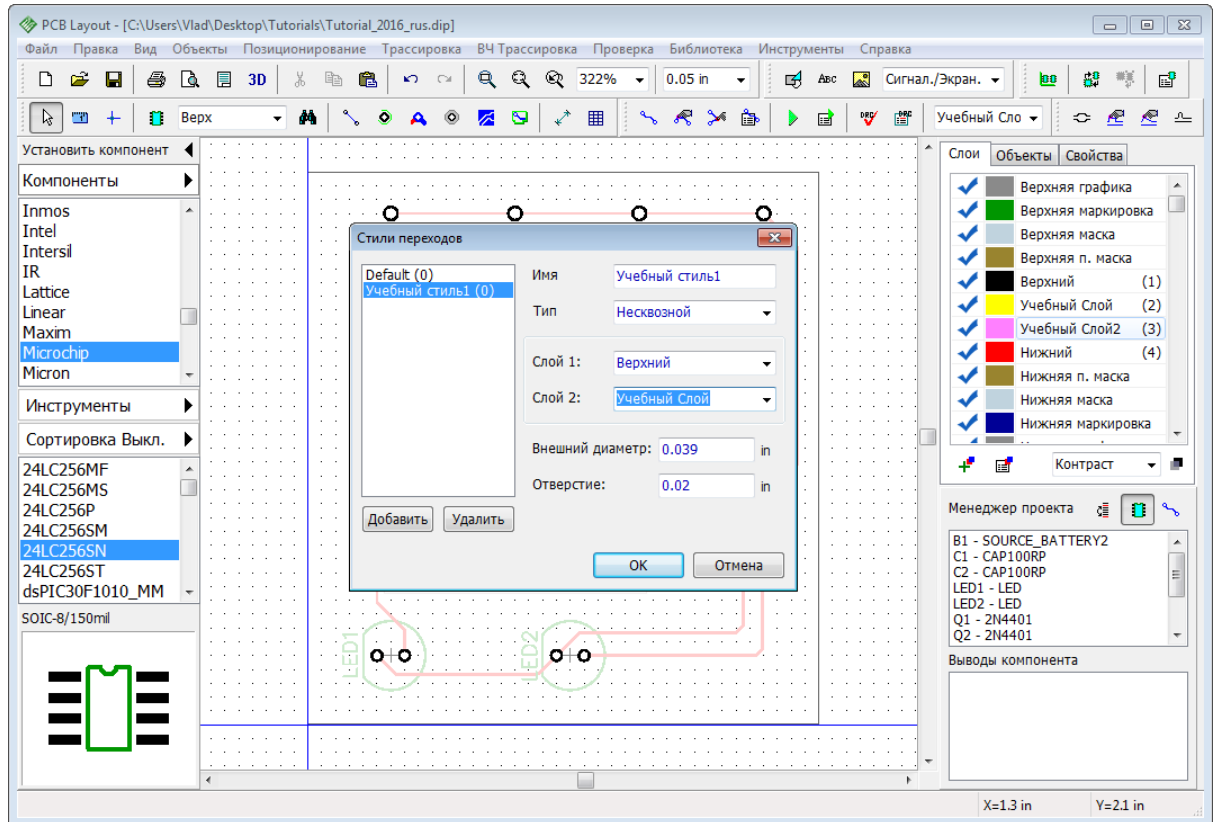 PCB Layout - [C:\Users\Vlad\Desktop\Tutorials\Tutorial_2016_rus.dip]
Файл Правка Вид Объекты Позиционирование Трассировка ВЧ Трассировка Проверка Библиотека Инструменты Справка
3D 322% 0.05 in ABC Сигнал./Экран.
Верх DRC DRC Учебный Сло
Установить компонент
Компоненты
Inmos
Intel
Intersil
IR
Lattice
Linear
Maxim
Microchip
Micron
Инструменты
Сортировка Выкл.
24LC256MF
24LC256MS
24LC256P
24LC256SM
24LC256SN
24LC256ST
dsPIC30F1010_MM
SOIC-8/150mil
Стили переходов
Default (0)
Учебный стиль1 (0)
Имя Учебный стиль1
Тип Несквозной
Слой 1: Верхний
Слой 2: Учебный Слой
Внешний диаметр: 0.039 in
Отверстие: 0.02 in
Добавить Удалить
OK Отмена
LED1
LED2
Слои Объекты Свойства
Верхняя графика
Верхняя маркировка
Верхняя маска
Верхняя п. маска
Верхний (1)
Учебный Слой (2)
Учебный Слой2 (3)
Нижний (4)
Нижняя п. маска
Нижняя маска
Нижняя маркировка
Контраст
Менеджер проекта
B1 - SOURCE_BATTERY2
C1 - CAP100RP
C2 - CAP100RP
LED1 - LED
LED2 - LED
Q1 - 2N4401
Q2 - 2N4401
Выводы компонента
X=1.3 in Y=2.1 in